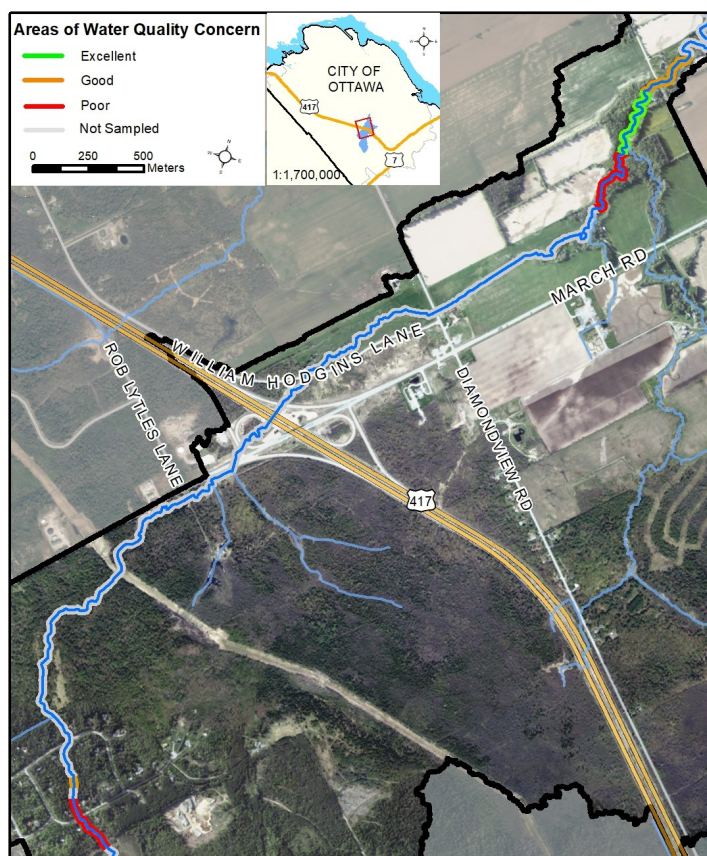 Areas of Water Quality Concern
Excellent
Good
Poor
Not Sampled
0 250 500
Meters
N
W E
S
CITY OF
OTTAWA
417
7
1:1,700,000
N
W E
S
MARCH RD
WILLIAM HODGINS LANE
ROB LYTLES LANE
DIAMONDVIEW RD
417